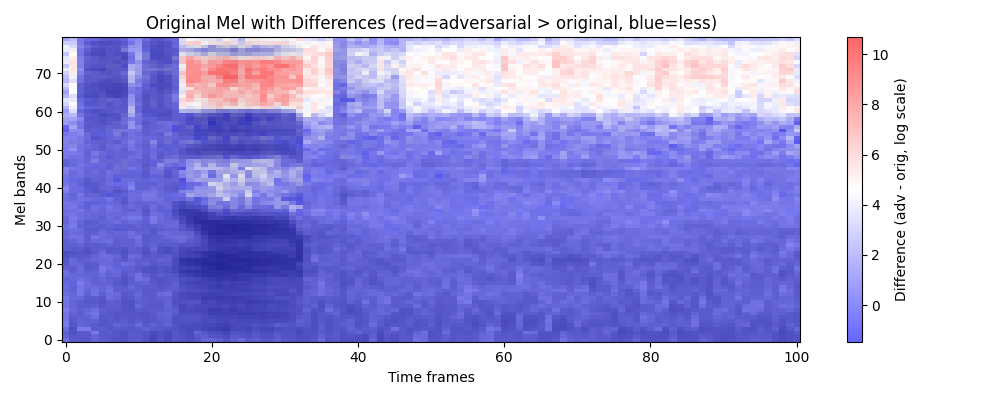 Original Mel with Differences (red=adversarial > original, blue=less)
Mel bands
70
60
50
40
30
20
10
0
0 20 40 60 80 100
Time frames
10
8
6
4
2
0
Difference (adv - orig, log scale)